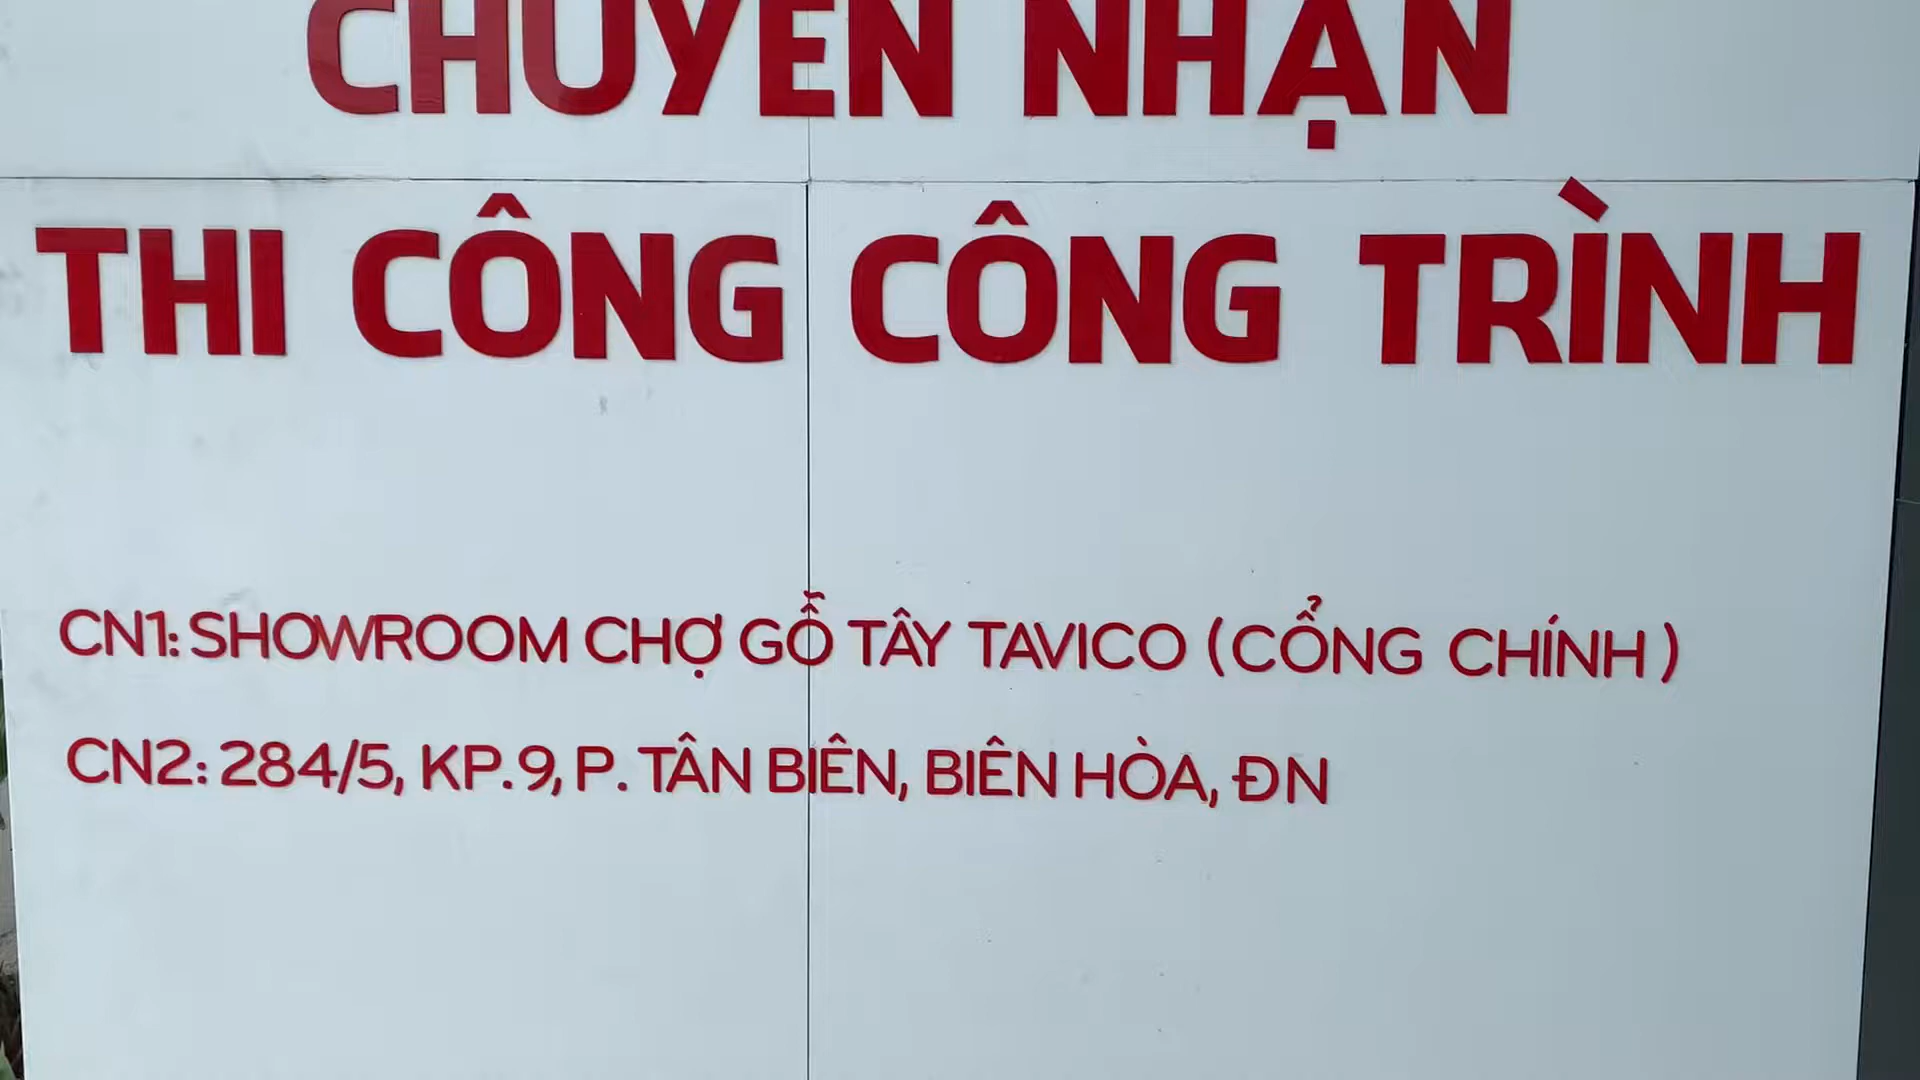 CHUYÊN NHẬN
THI CÔNG CÔNG TRÌNH
CN1: SHOWROOM CHỢ GỖ TÂY TAVICO (CỔNG CHÍNH)
CN2: 284/5, KP.9, P. TÂN BIÊN, BIÊN HÒA, ĐN